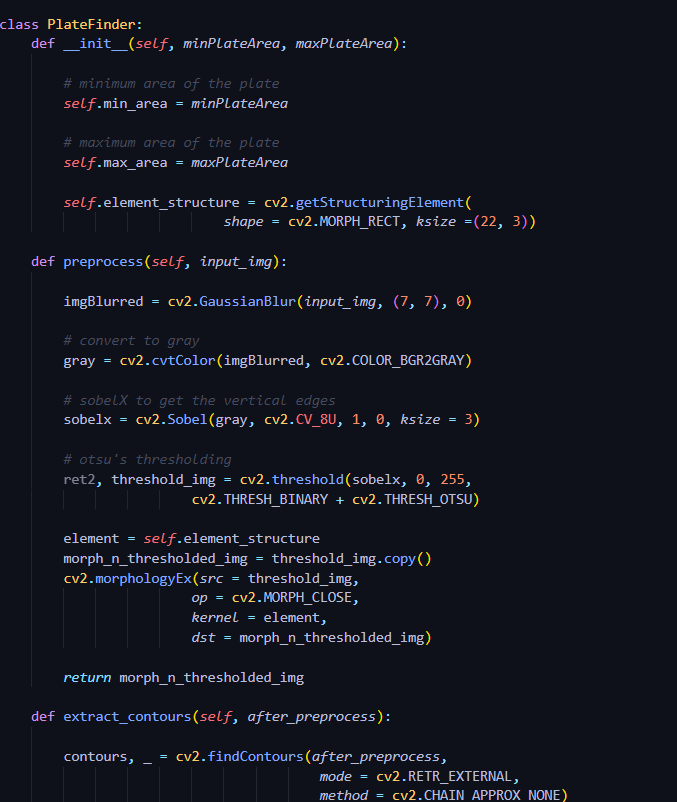 class PlateFinder:
def __init__(self, minPlateArea, maxPlateArea):
# minimum area of the plate
self.min_area = minPlateArea
# maximum area of the plate
self.max_area = maxPlateArea
self.element_structure = cv2.getStructuringElement(
shape = cv2.MORPH_RECT, ksize =(22, 3))
def preprocess(self, input_img):
imgBlurred = cv2.GaussianBlur(input_img, (7, 7), 0)
# convert to gray
gray = cv2.cvtColor(imgBlurred, cv2.COLOR_BGR2GRAY)
# sobelX to get the vertical edges
sobelx = cv2.Sobel(gray, cv2.CV_8U, 1, 0, ksize = 3)
# otsu's thresholding
ret2, threshold_img = cv2.threshold(sobelx, 0, 255,
cv2.THRESH_BINARY + cv2.THRESH_OTSU)
element = self.element_structure
morph_n_thresholded_img = threshold_img.copy()
cv2.morphologyEx(src = threshold_img,
op = cv2.MORPH_CLOSE,
kernel = element,
dst = morph_n_thresholded_img)
return morph_n_thresholded_img
def extract_contours(self, after_preprocess):
contours, _ = cv2.findContours(after_preprocess,
mode = cv2.RETR_EXTERNAL,
method = cv2.CHAIN_APPROX_NONE)